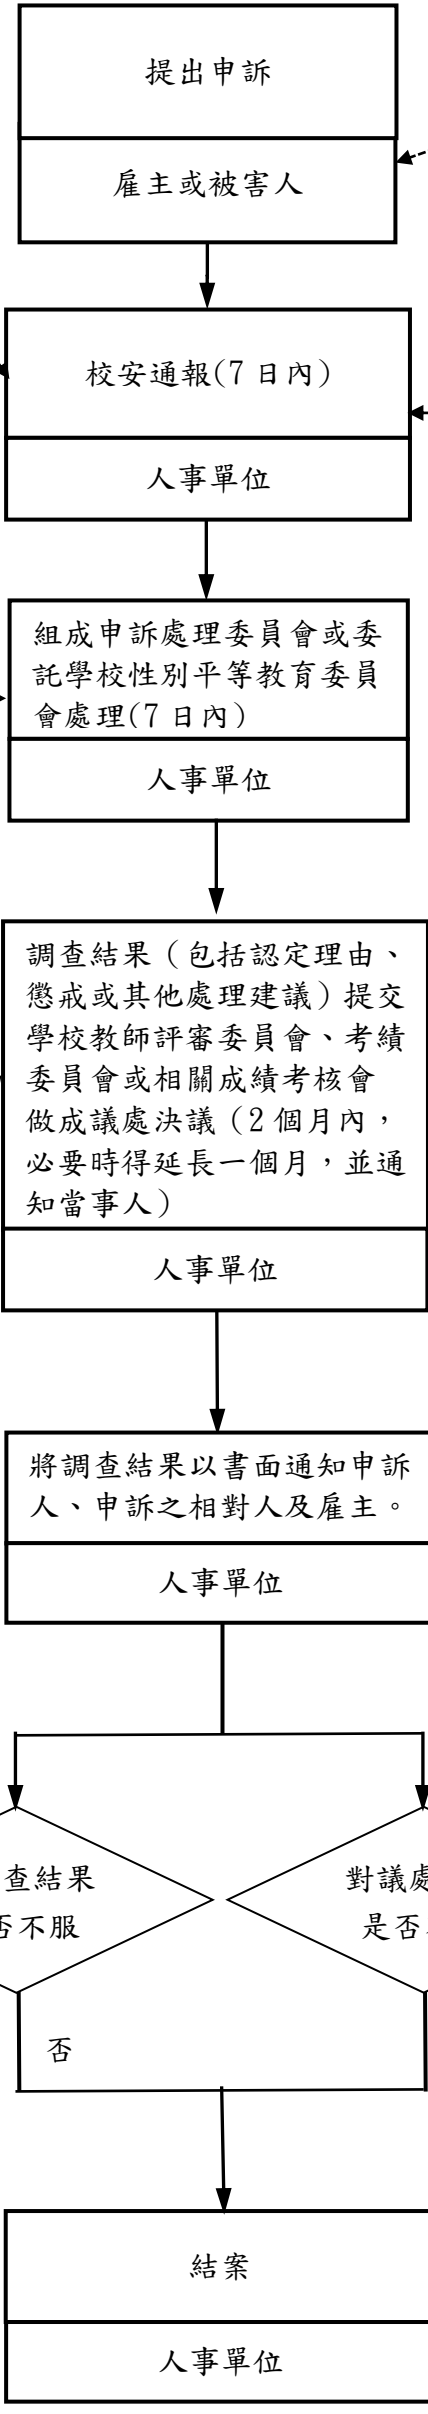 提出申訴
雇主或被害人
校安通報(7 日內)
人事單位
組成申訴處理委員會或委
託學校性別平等教育委員
會處理(7 日內)
人事單位
調查結果（包括認定理由、
懲戒或其他處理建議）提交
學校教師評審委員會、考績
委員會或相關成績考核會
做成議處決議（2 個月內，
必要時得延長一個月，並通
知當事人）
人事單位
將調查結果以書面通知申訴
人、申訴之相對人及雇主。
人事單位
查結果
否不服
對議處
是否
否
結案
人事單位